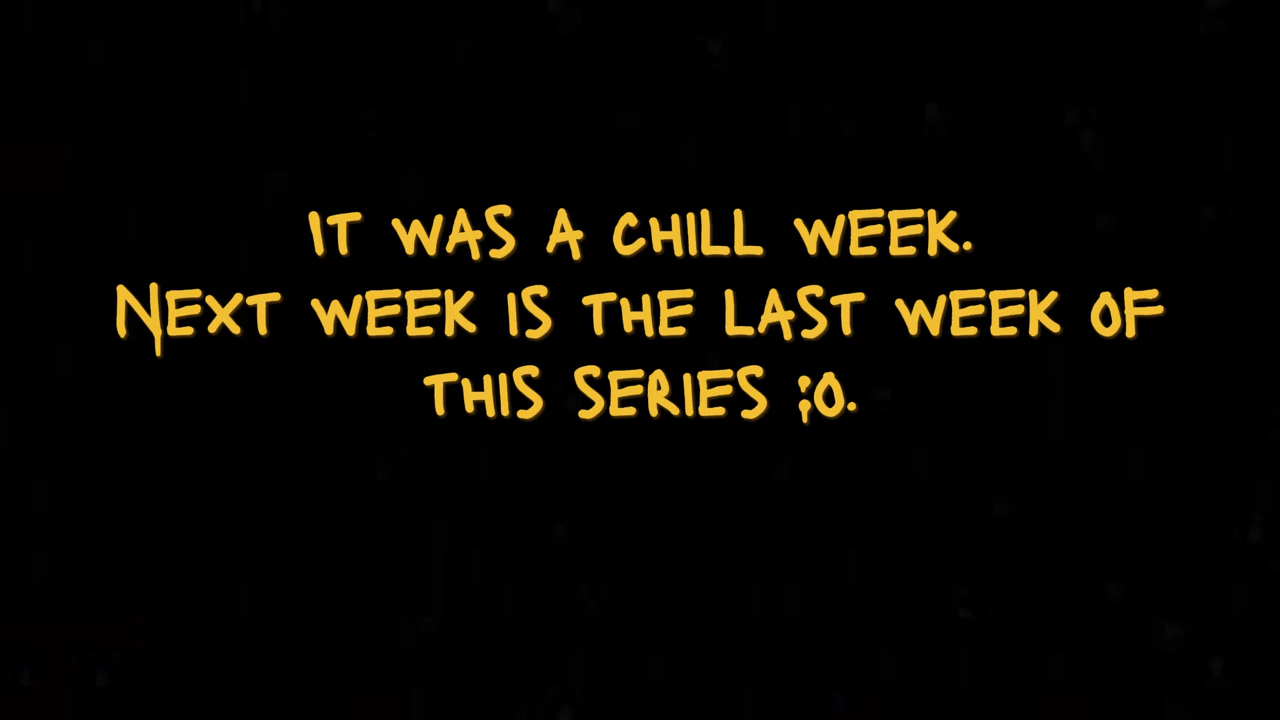 It was a chill week.
Next week is the last week of
this series ;o.